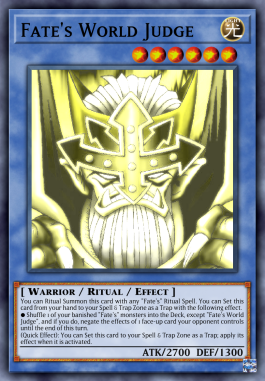 FATE'S WORLD JUDGE
LIGHT
光
[ WARRIOR / RITUAL / EFFECT ]
You can Ritual Summon this card with any "Fate's" Ritual Spell. You can Set this
card from your hand to your Spell & Trap Zone as a Trap with the following effect.
● Shuffle 1 of your banished "Fate's" monsters into the Deck, except "Fate's World
Judge", and if you do, negate the effects of 1 face-up card your opponent controls
until the end of this turn.
(Quick Effect): You can Set this card to your Spell & Trap Zone as a Trap; apply its
effect when it is activated.
ATK/2700 DEF/1300